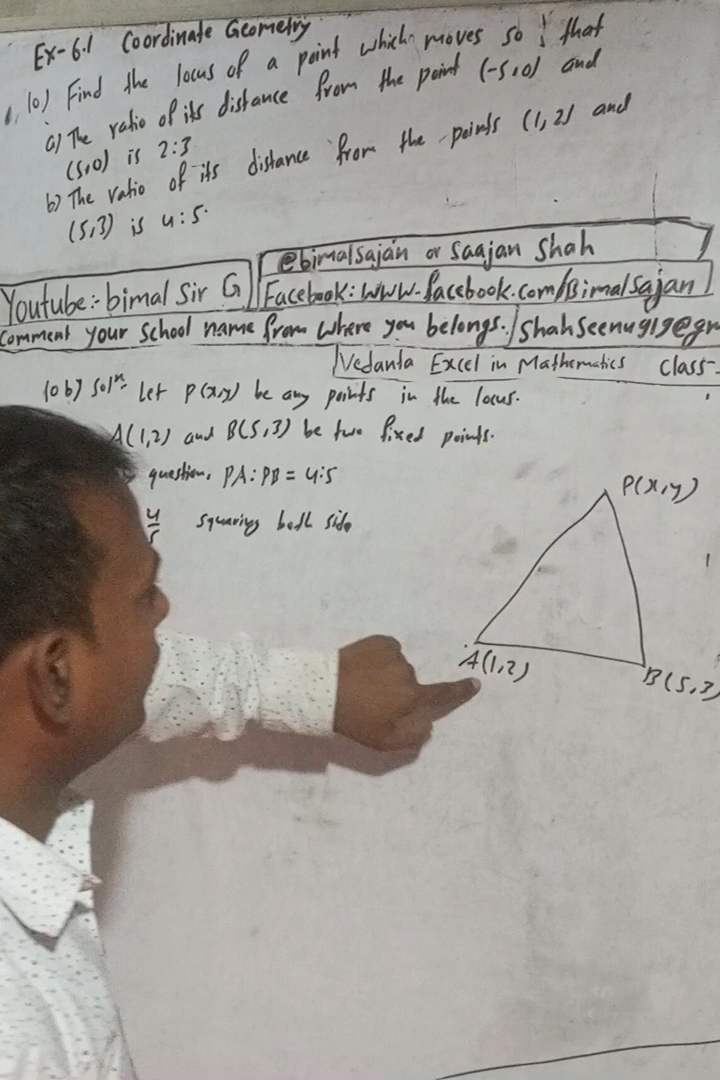 Ex-6.1 Coordinate Geometry
10) Find the locus of a point which moves so that
a) The ratio of its distance from the point (-5,0) and
(5,0) is 2:3
b) The ratio of its distance from the points (1,2) and
(5,3) is 4:5.
@bimalsajan or Saajan Shah
Youtube:- bimal Sir G
Facebook: www.facebook.com/Bimalsajan
comment your School name from where you belongs. / shahseenu919@gm
Vedanta Excel in Mathematics Class-
10 b) Solⁿ: Let P(x,y) be any points in the locus.
A(1,2) and B(5,3) be two fixed points.
question, PA:PB = 4:5
4/5 squaring both side
P(x,y)
A(1,2)
B(5,3)